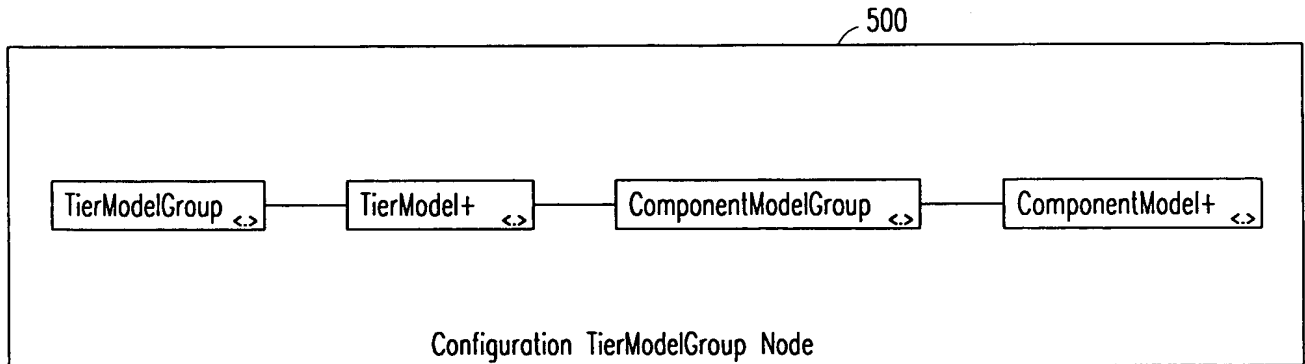 500
TierModelGroup <.> TierModel+ <.> ComponentModelGroup <.> ComponentModel+ <.>
Configuration TierModelGroup Node